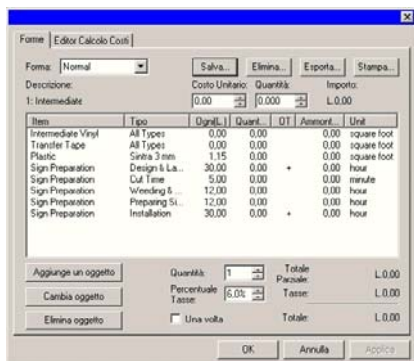 Forme Editor Calcolo Costi
Forma: Normal Salva... Elimina... Esporta... Stampa...
Descrizione: Costo Unitario: Quantità: Importo:
1: Intermediate 0.00 0.000 L.0,00
Item Tipo Ogni(L.) Quant... OT Ammont... Unit
Intermediate Vinyl All Types 0,00 0,00 0,00 square foot
Transfer Tape All Types 0,00 0,00 0,00 square foot
Plastic Sintra 3 mm 1,15 0,00 0,00 square foot
Sign Preparation Design & La... 30,00 0,00 + 0,00 hour
Sign Preparation Cut Time 5,00 0,00 0,00 minute
Sign Preparation Weeding & ... 12,00 0,00 0,00 hour
Sign Preparation Preparing Si... 12,00 0,00 0,00 hour
Sign Preparation Installation 30,00 0,00 + 0,00 hour
Aggiunge un oggetto Quantità: 1 Totale Parziale: L.0,00
Cambia oggetto Percentuale Tasse: 6,0% Tasse: L.0,00
Elimina oggetto Una volta Totale: L.0,00
OK Annulla Applica